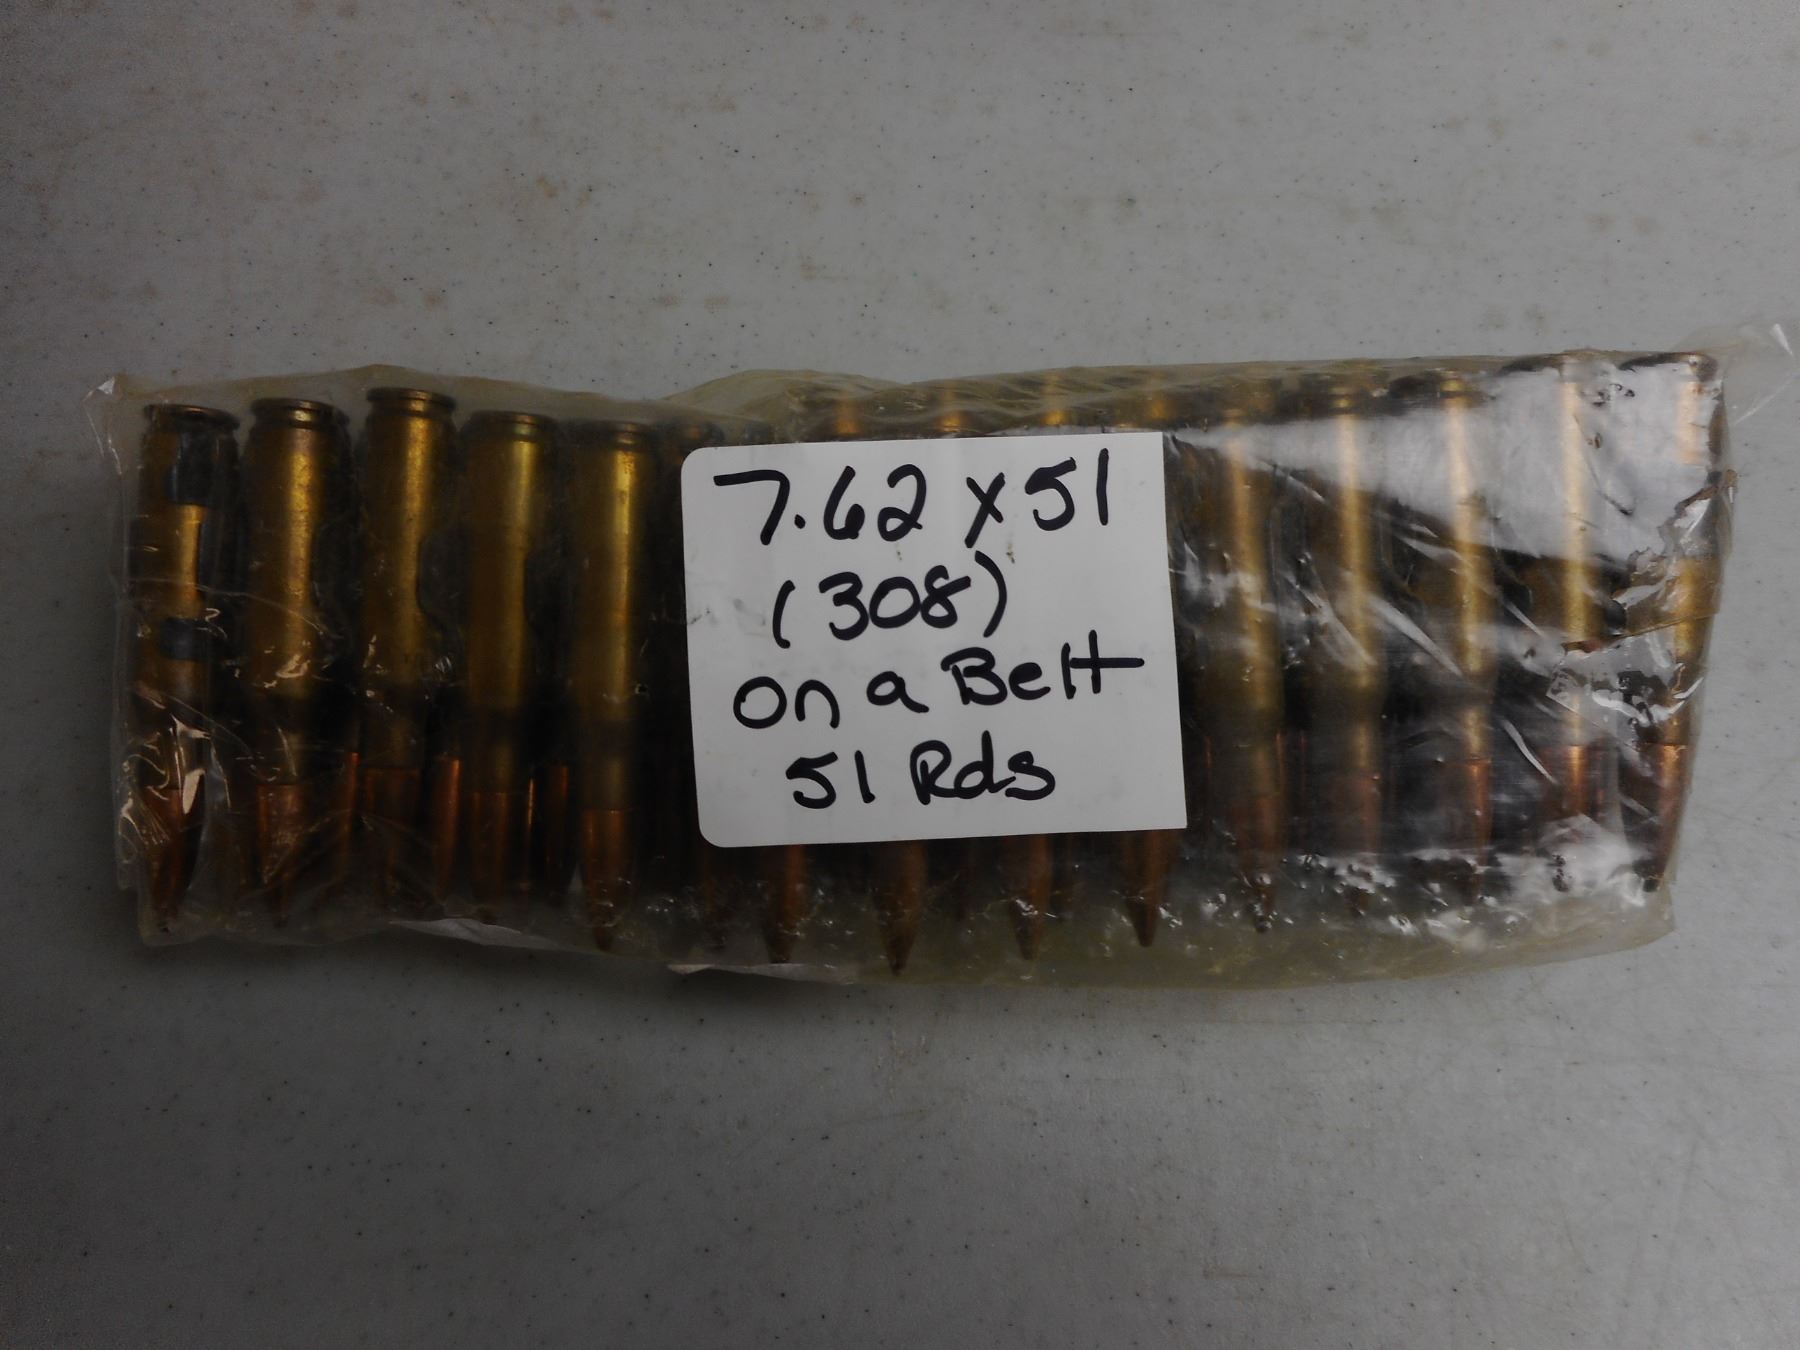 7.62 x 51
(308)
on a Belt
51 Rds